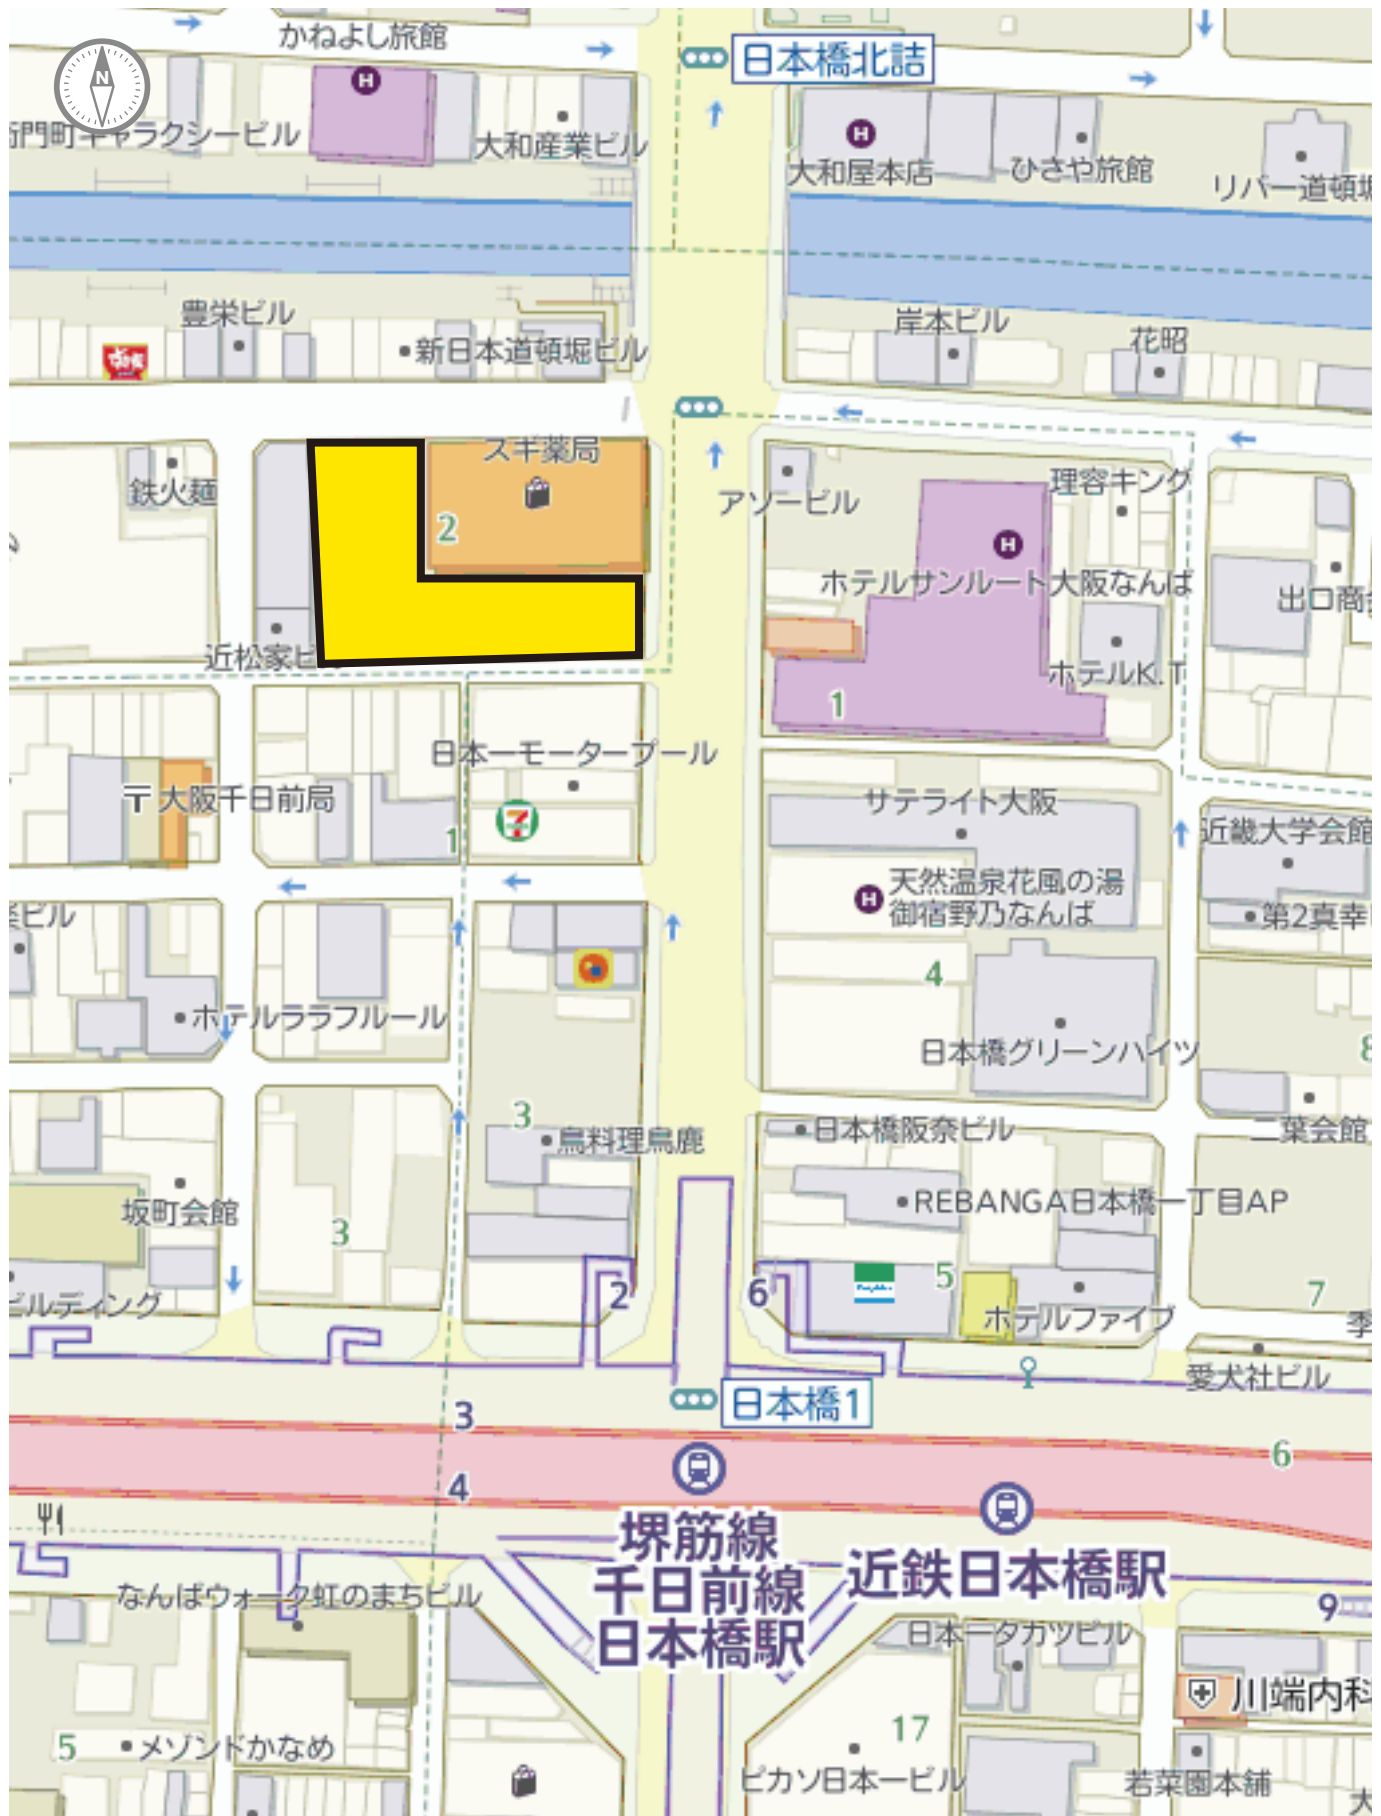 かねよし旅館
日本橋北詰
N
H
門町ギャラクシービル
大和産業ビル
H
大和屋本店
ひさや旅館
リバー道頓堀
豊栄ビル
新日本道頓堀ビル
すき家
岸本ビル
花昭
スギ薬局
2
鉄火麺
アソービル
理容キング
H
ホテルサンルート大阪なんば
出口商会
近松家ビ
ホテルK.T
1
日本一モータープール
〒大阪千日前局
7
1
サテライト大阪
近畿大学会館
H
天然温泉花風の湯
御宿野乃なんば
第2真幸
ビル
4
ホテルララフルール
日本橋グリーンハイツ
8
3
鳥料理鳥鹿
日本橋阪奈ビル
二葉会館
坂町会館
3
REBANGA日本橋一丁目AP
5
7
2
6
FamilyMart
ビルディング
ホテルファイブ
季
愛犬社ビル
日本橋1
3
6
4
堺筋線
千日前線
日本橋駅
近鉄日本橋駅
なんばウォーク虹のまちビル
9
日本一タカツビル
川端内科
5
メゾンドかなめ
17
ピカソ日本一ビル
若菜園本舗
大